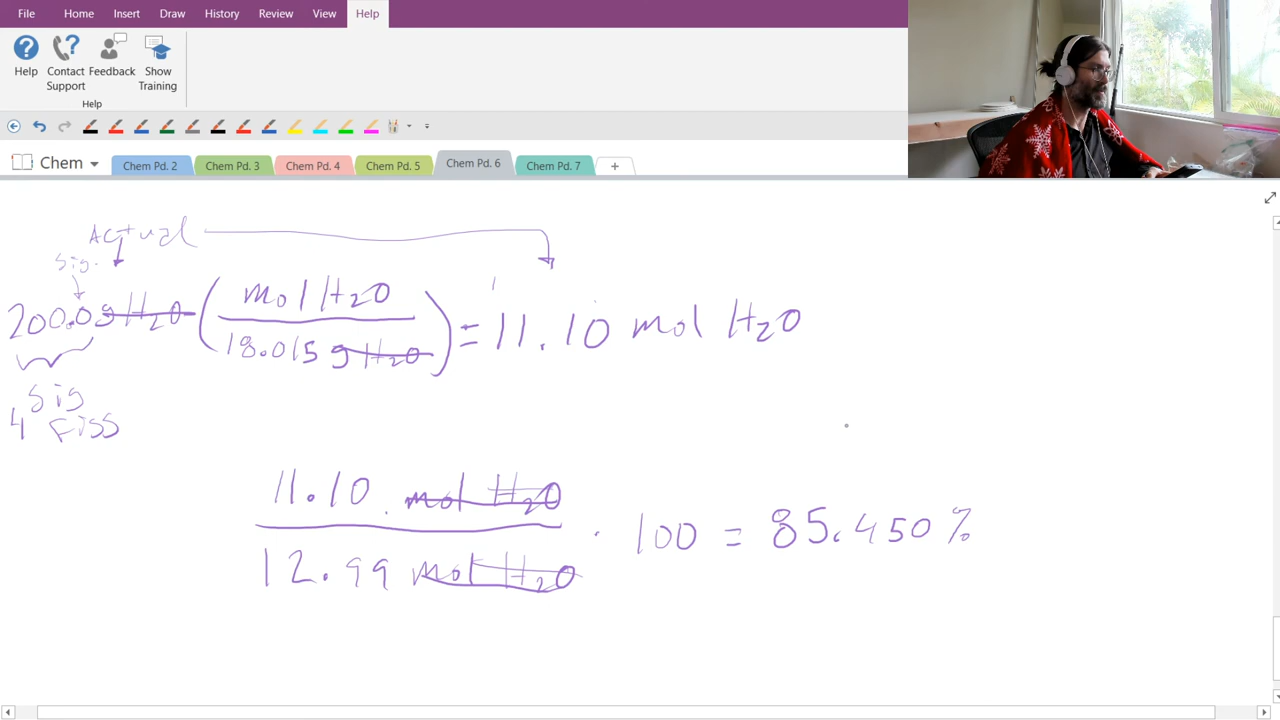 File Home Insert Draw History Review View Help
Help Contact Support Feedback Show Training
Help
Chem Chem Pd. 2 Chem Pd. 3 Chem Pd. 4 Chem Pd. 5 Chem Pd. 6 Chem Pd. 7 +
Actual
Sig.
200.0g H2O (mol H2O / 18.015 g H2O) = 11.10 mol H2O
4 Sig Figs
11.10 mol H2O
12.99 mol H2O
· 100 = 85.450 %